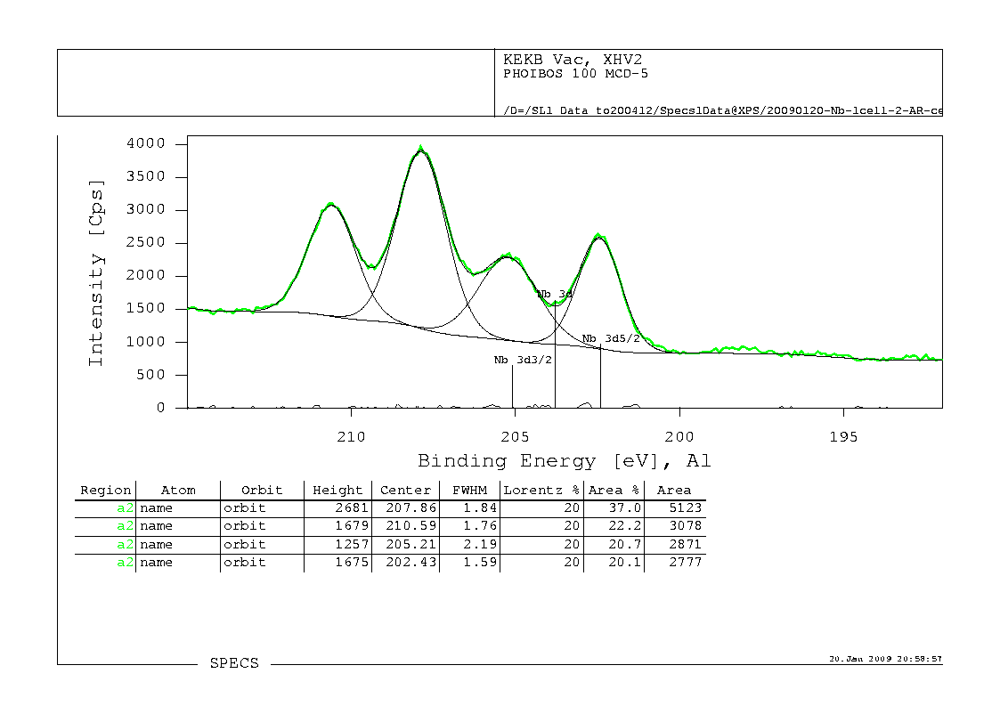 KEKB Vac, XHV2
PHOIBOS 100 MCD-5
/D=/SL1 Data to200412/Specs1Data@XPS/20090120-Nb-1cell-2-AR-ce
Intensity [Cps]
4000
3500
3000
2500
2000
1500
1000
500
0
Nb 3d
Nb 3d5/2
Nb 3d3/2
210 205 200 195
Binding Energy [eV], Al
Region Atom Orbit Height Center FWHM Lorentz % Area % Area
a2 name orbit 2681 207.86 1.84 20 37.0 5123
a2 name orbit 1679 210.59 1.76 20 22.2 3078
a2 name orbit 1257 205.21 2.19 20 20.7 2871
a2 name orbit 1675 202.43 1.59 20 20.1 2777
SPECS
20.Jan 2009 20:58:57